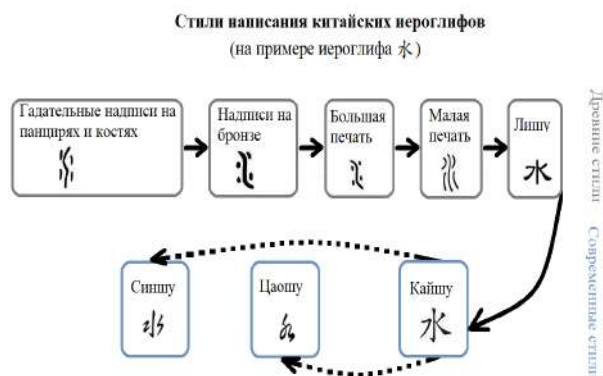 Стили написания китайских иероглифов
(на примере иероглифа 水)
Гадательные надписи на
панцирях и костях
Надписи на
бронзе
Большая
печать
Малая
печать
Лишу
水
Древние стили
Синшу
Цаошу
Кайшу
水
Современные стили